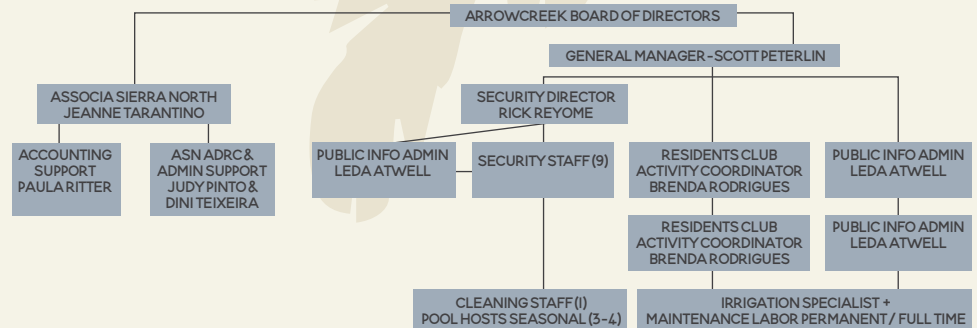 ARROWCREEK BOARD OF DIRECTORS
GENERAL MANAGER - SCOTT PETERLIN
ASSOCIA SIERRA NORTH
JEANNE TARANTINO
SECURITY DIRECTOR
RICK REYOME
ACCOUNTING
SUPPORT
PAULA RITTER
ASN ADRC &
ADMIN SUPPORT
JUDY PINTO &
DINI TEIXEIRA
PUBLIC INFO ADMIN
LEDA ATWELL
SECURITY STAFF (9)
RESIDENTS CLUB
ACTIVITY COORDINATOR
BRENDA RODRIGUES
PUBLIC INFO ADMIN
LEDA ATWELL
RESIDENTS CLUB
ACTIVITY COORDINATOR
BRENDA RODRIGUES
PUBLIC INFO ADMIN
LEDA ATWELL
CLEANING STAFF (1)
POOL HOSTS SEASONAL (3-4)
IRRIGATION SPECIALIST +
MAINTENANCE LABOR PERMANENT / FULL TIME